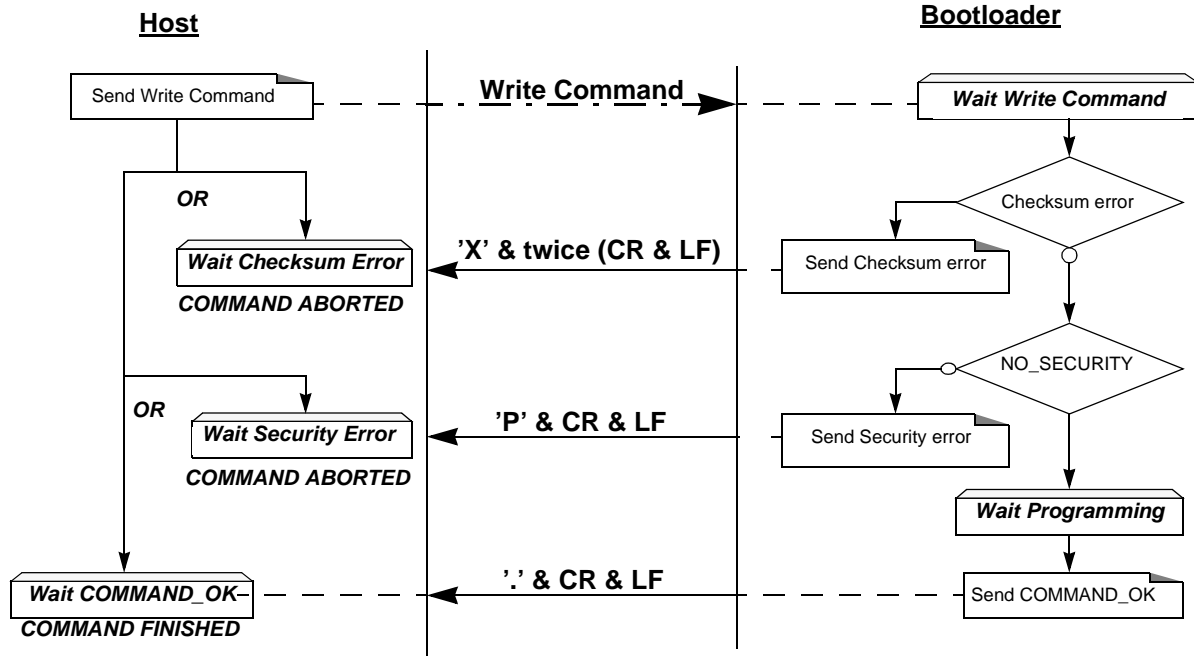 Host
Bootloader
Send Write Command
Write Command
Wait Write Command
OR
Checksum error
Wait Checksum Error
'X' & twice (CR & LF)
Send Checksum error
COMMAND ABORTED
NO_SECURITY
OR
Wait Security Error
'P' & CR & LF
Send Security error
COMMAND ABORTED
Wait Programming
Wait COMMAND_OK
'.' & CR & LF
Send COMMAND_OK
COMMAND FINISHED